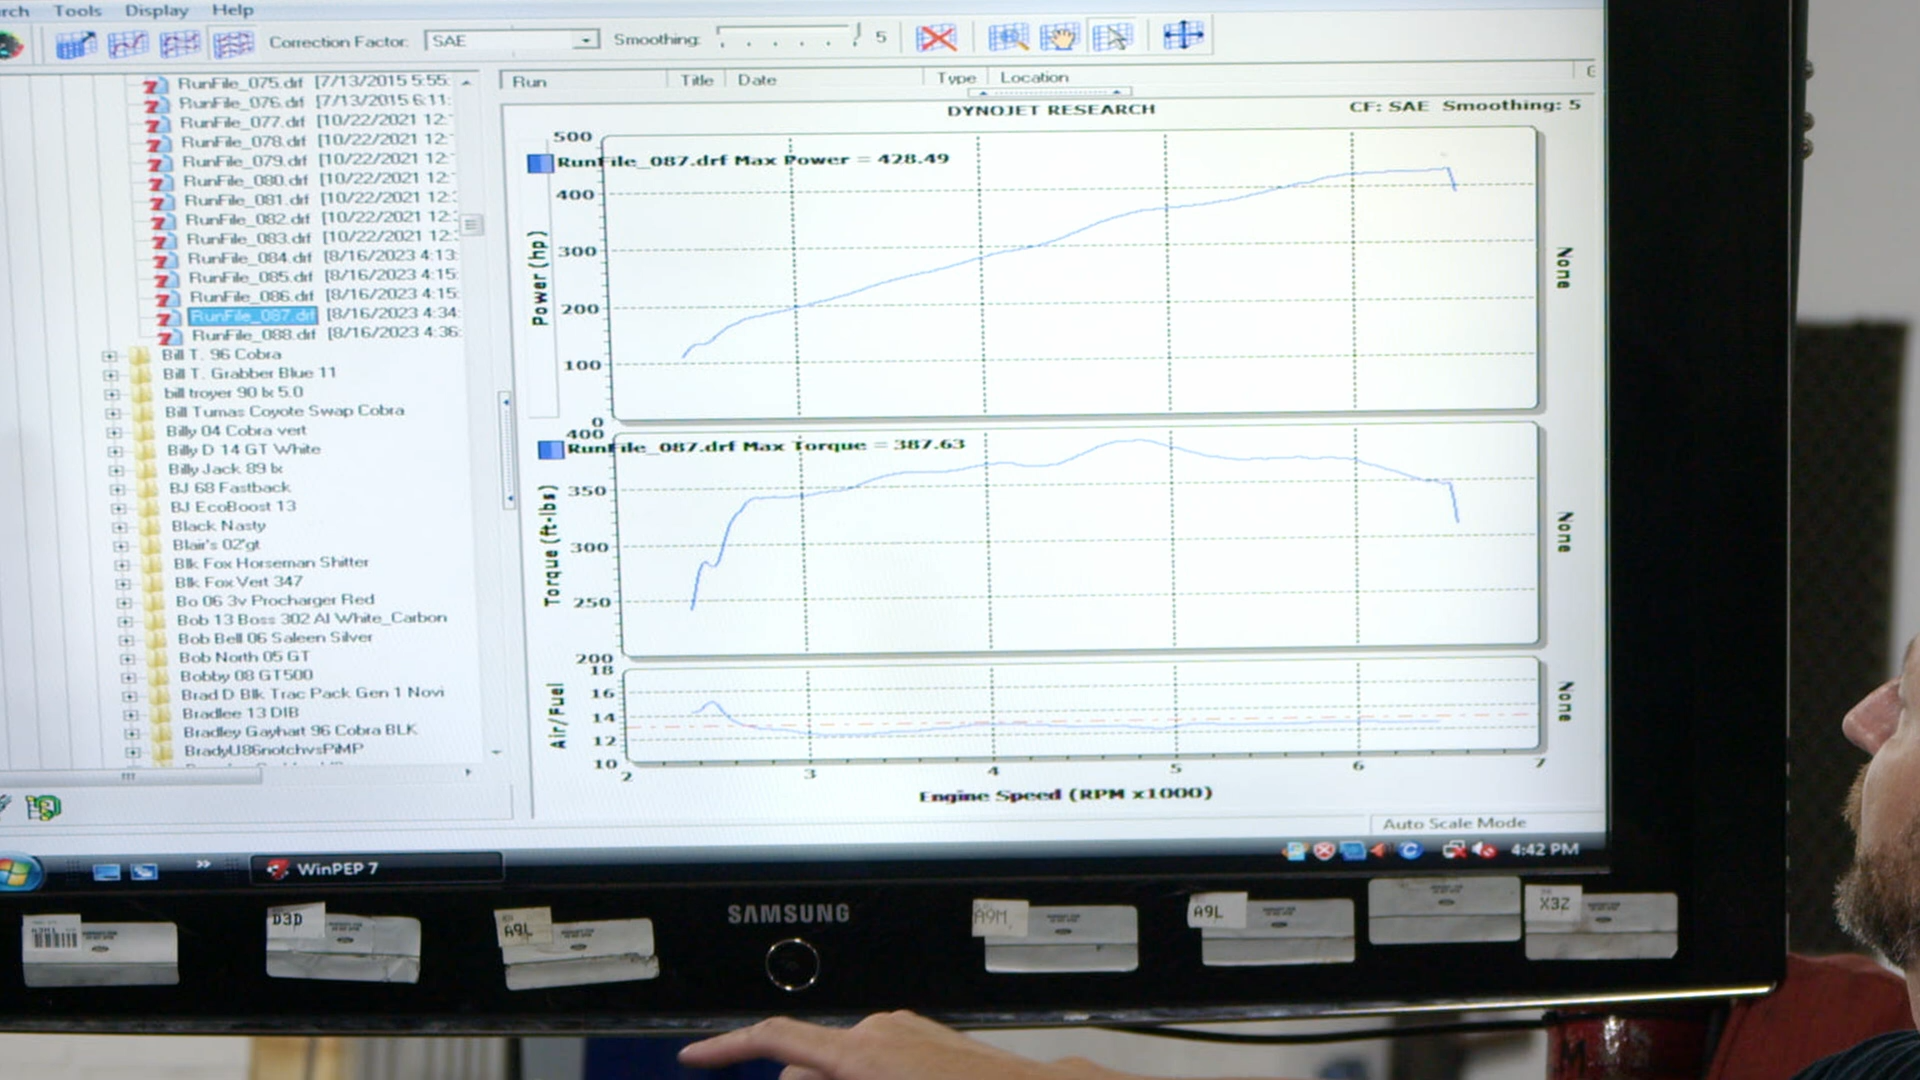 rch Tools Display Help
Correction Factor: SAE Smoothing: 5
RunFile_075.drf [7/13/2015 5:55:
RunFile_076.drf [7/13/2015 6:11:
RunFile_077.drf [10/22/2021 12:
RunFile_078.drf [10/22/2021 12:
RunFile_079.drf [10/22/2021 12:
RunFile_080.drf [10/22/2021 12:
RunFile_081.drf [10/22/2021 12:
RunFile_082.drf [10/22/2021 12:
RunFile_083.drf [10/22/2021 12:
RunFile_084.drf [8/16/2023 4:13:
RunFile_085.drf [8/16/2023 4:15:
RunFile_086.drf [8/16/2023 4:15:
RunFile_087.drf [8/16/2023 4:34:
RunFile_088.drf [8/16/2023 4:36:
Bill T. 96 Cobra
Bill T. Grabber Blue 11
bill troyer 90 lx 5.0
Bill Tumas Coyote Swap Cobra
Billy 04 Cobra vert
Billy D 14 GT White
Billy Jack 89 lx
BJ 68 Fastback
BJ EcoBoost 13
Black Nasty
Blair's 02'gt
Blk Fox Horseman Shitter
Blk Fox Vert 347
Bo 06 3v Procharger Red
Bob 13 Boss 302 Al White_Carbon
Bob Bell 06 Saleen Silver
Bob North 05 GT
Bobby 08 GT500
Brad D Blk Trac Pack Gen 1 Novi
Bradlee 13 DIB
Bradley Gayhart 96 Cobra BLK
BradyU86notchvsPiMP
Run Title Date Type Location
DYNOJET RESEARCH
CF: SAE Smoothing: 5
RunFile_087.drf Max Power = 428.49
500
400
300
200
100
0
Power (hp)
None
RunFile_087.drf Max Torque = 387.63
400
350
300
250
200
Torque (ft-lbs)
None
18
16
14
12
10
Air/Fuel
None
2 3 4 5 6 7
Engine Speed (RPM x1000)
Auto Scale Mode
WinPEP 7
4:42 PM
SAMSUNG
D3D
A9L
A9M
A9L
X3Z
M